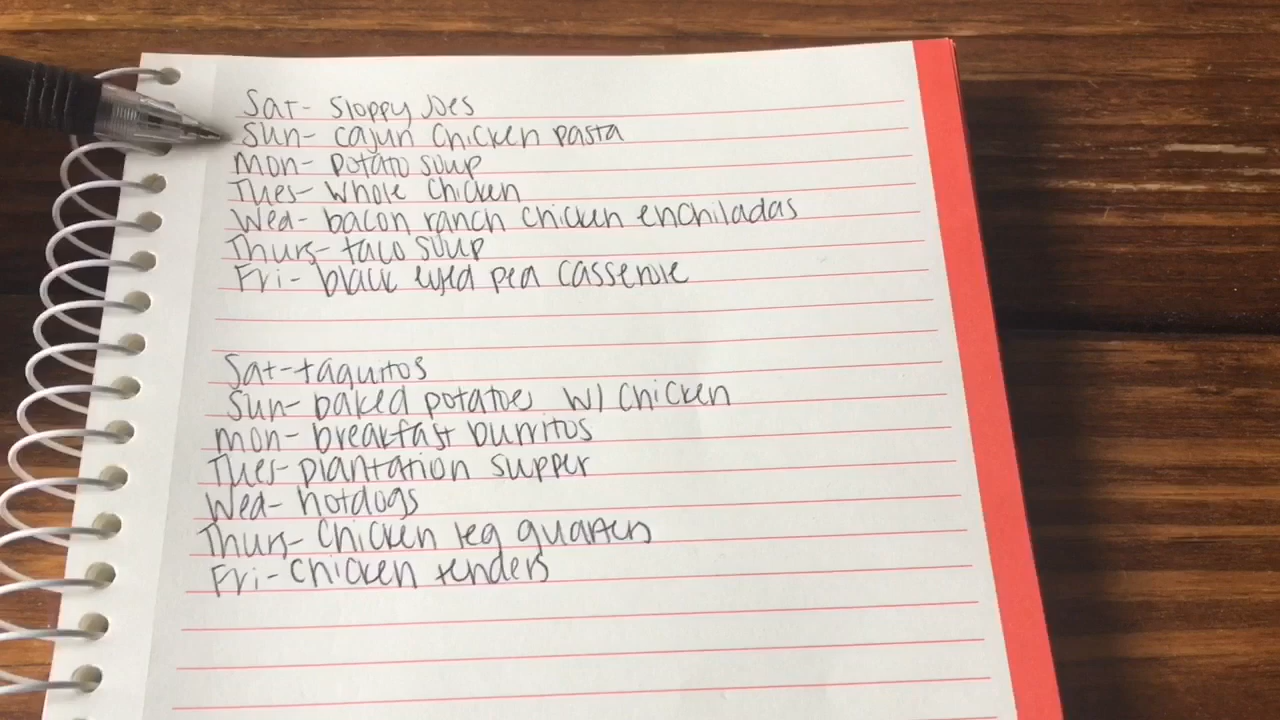 Sat- Sloppy Joes
Sun- cajun chicken pasta
Mon- potato soup
Tues- whole chicken
Wed- bacon ranch chicken enchiladas
Thurs- taco soup
Fri- black eyed pea casserole
Sat- taquitos
Sun- baked potatoes w/ chicken
Mon- breakfast burritos
Tues- plantation supper
Wed- hotdogs
Thurs- chicken leg quarters
Fri- chicken tenders